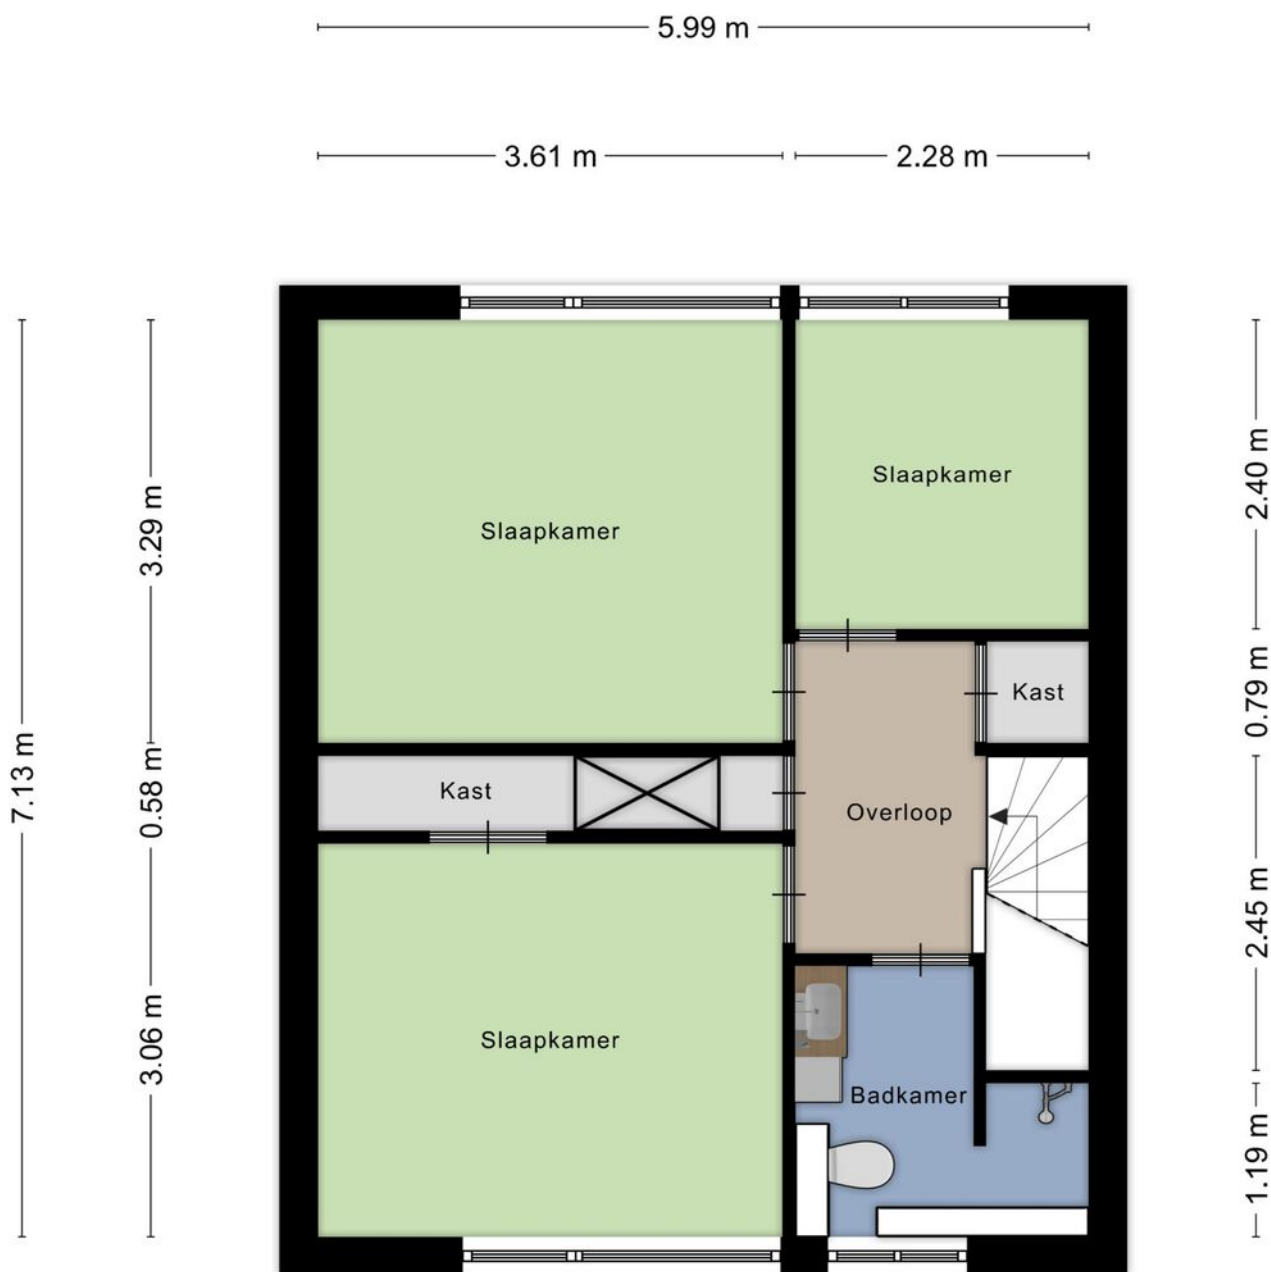 5.99 m
3.61 m
2.28 m
7.13 m
3.29 m
0.58 m
3.06 m
2.40 m
0.79 m
2.45 m
1.19 m
Slaapkamer
Slaapkamer
Kast
Kast
Overloop
Slaapkamer
Badkamer